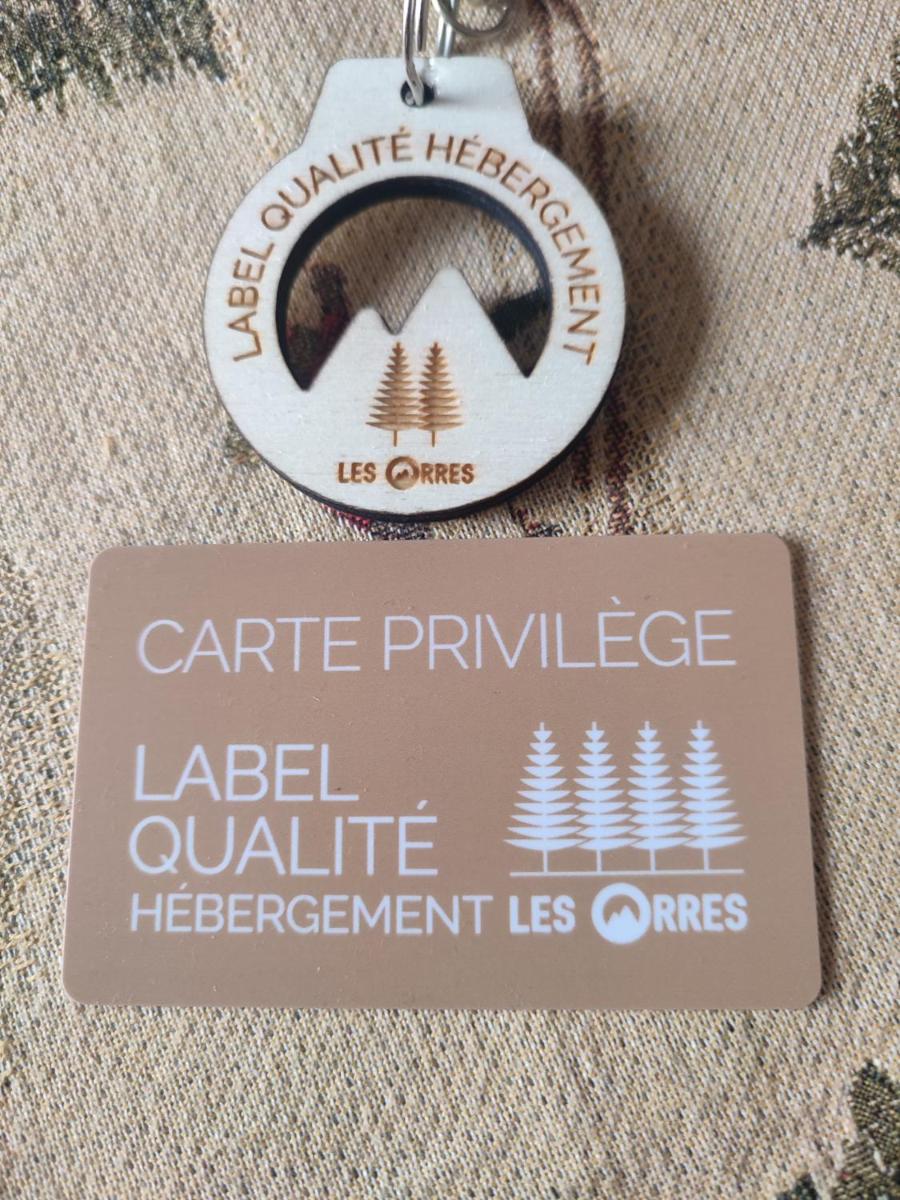 LABEL QUALITÉ HÉBERGEMENT
LES ORRES
CARTE PRIVILÈGE
LABEL
QUALITÉ
HÉBERGEMENT LES ORRES